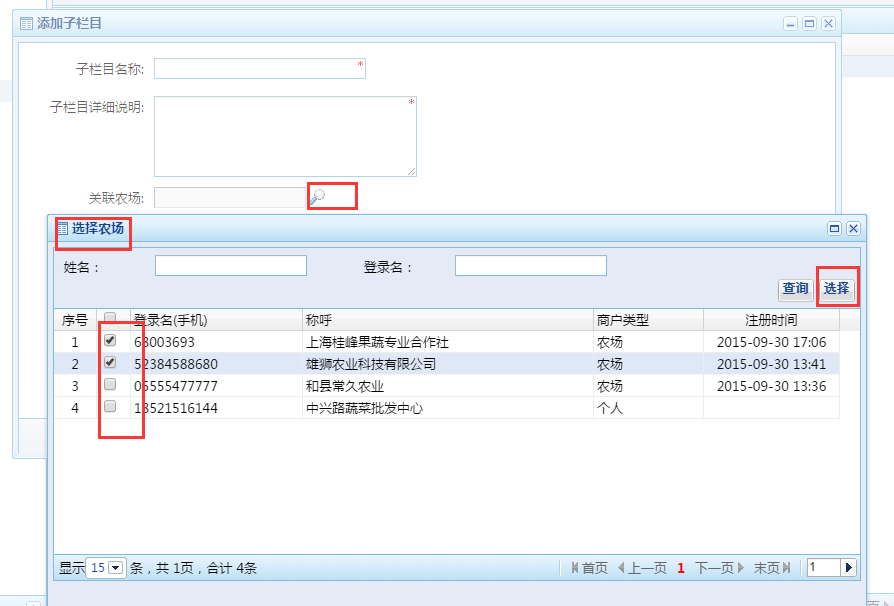 添加子栏目
子栏目名称: *
子栏目详细说明: *
关联农场:
选择农场
姓名： 登录名：
查询 选择
序号 登录名(手机) 称呼 商户类型 注册时间
1 68003693 上海桂峰果蔬专业合作社 农场 2015-09-30 17:06
2 52384588680 雄狮农业科技有限公司 农场 2015-09-30 13:41
3 05555477777 和县常久农业 农场 2015-09-30 13:36
4 13521516144 中兴路蔬菜批发中心 个人
显示 15 条，共 1页，合计 4条 首页 上一页 1 下一页 末页 1